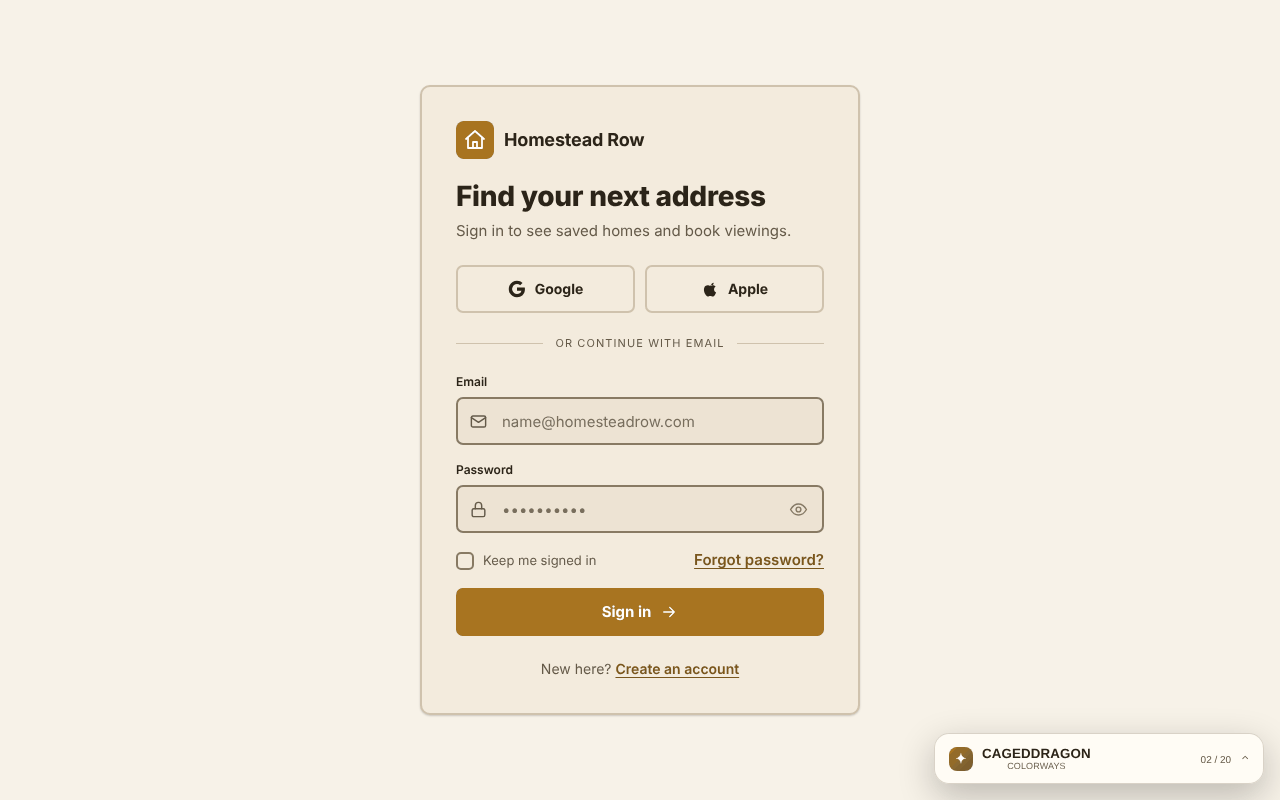 Homestead Row
Find your next address
Sign in to see saved homes and book viewings.
Google
Apple
OR CONTINUE WITH EMAIL
Email
name@homesteadrow.com
Password
••••••••••
Keep me signed in
Forgot password?
Sign in →
New here? Create an account
CAGEDDRAGON
COLORWAYS
02 / 20